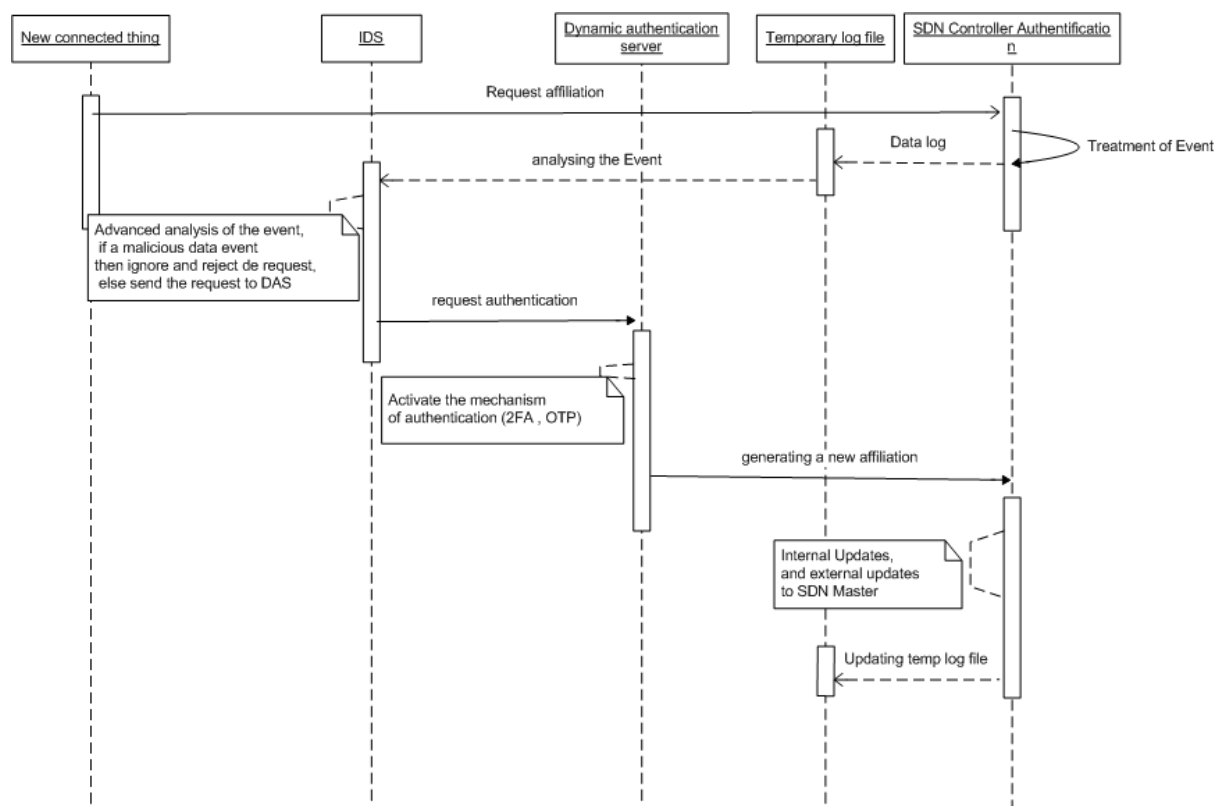 New connected thing
IDS
Dynamic authentication
server
Temporary log file
SDN Controller Authentificatio
n
Request affiliation
Data log
Treatment of Event
analysing the Event
Advanced analysis of the event,
if a malicious data event
then ignore and reject de request,
else send the request to DAS
request authentication
Activate the mechanism
of authentication (2FA , OTP)
generating a new affiliation
Internal Updates,
and external updates
to SDN Master
Updating temp log file